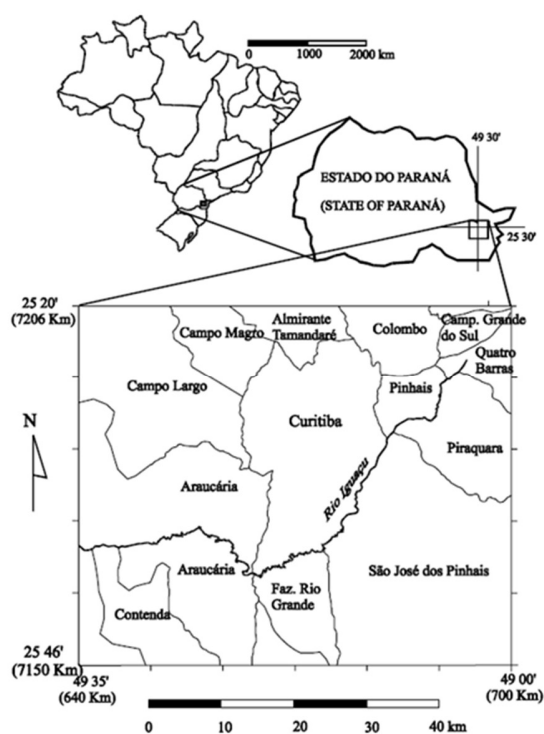 0 1000 2000 km
49 30'
ESTADO DO PARANÁ
(STATE OF PARANÁ)
25 30'
25 20'
(7206 Km)
Almirante
Tamandaré
Campo Magro
Colombo
Camp. Grande
do Sul
Quatro
Barras
Campo Largo
Pinhais
Curitiba
N
Piraquara
Araucária
Rio Iguaçu
Araucária
São José dos Pinhais
Faz. Rio
Grande
Contenda
25 46'
(7150 Km)
49 35'
(640 Km)
49 00'
(700 Km)
0 10 20 30 40 km